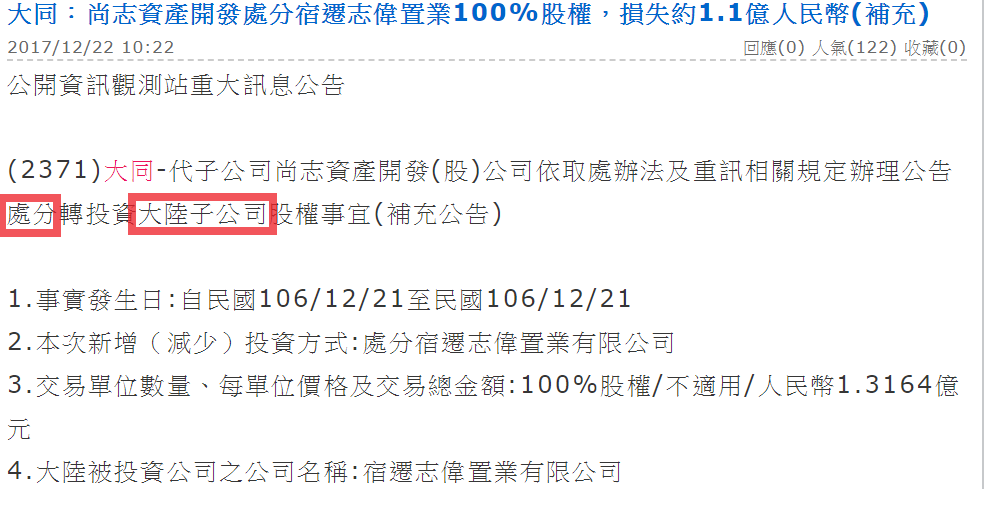 大同：尚志資產開發處分宿遷志偉置業100%股權，損失約1.1億人民幣(補充)
2017/12/22 10:22 回應(0) 人氣(122) 收藏(0)
公開資訊觀測站重大訊息公告
(2371)大同-代子公司尚志資產開發(股)公司依取處辦法及重訊相關規定辦理公告
處分轉投資大陸子公司股權事宜(補充公告)
1.事實發生日:自民國106/12/21至民國106/12/21
2.本次新增（減少）投資方式:處分宿遷志偉置業有限公司
3.交易單位數量、每單位價格及交易總金額:100%股權/不適用/人民幣1.3164億
元
4.大陸被投資公司之公司名稱:宿遷志偉置業有限公司